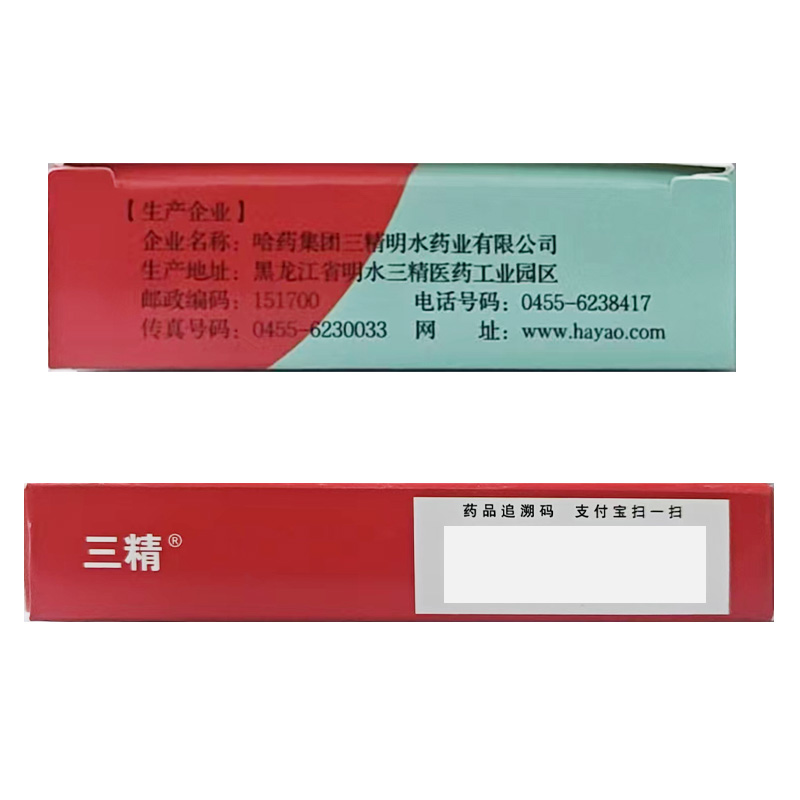 【生产企业】
企业名称：哈药集团三精明水药业有限公司
生产地址：黑龙江省明水三精医药工业园区
邮政编码：151700 电话号码：0455-6238417
传真号码：0455-6230033 网 址：www.hayao.com
药品追溯码 支付宝扫一扫
三精®